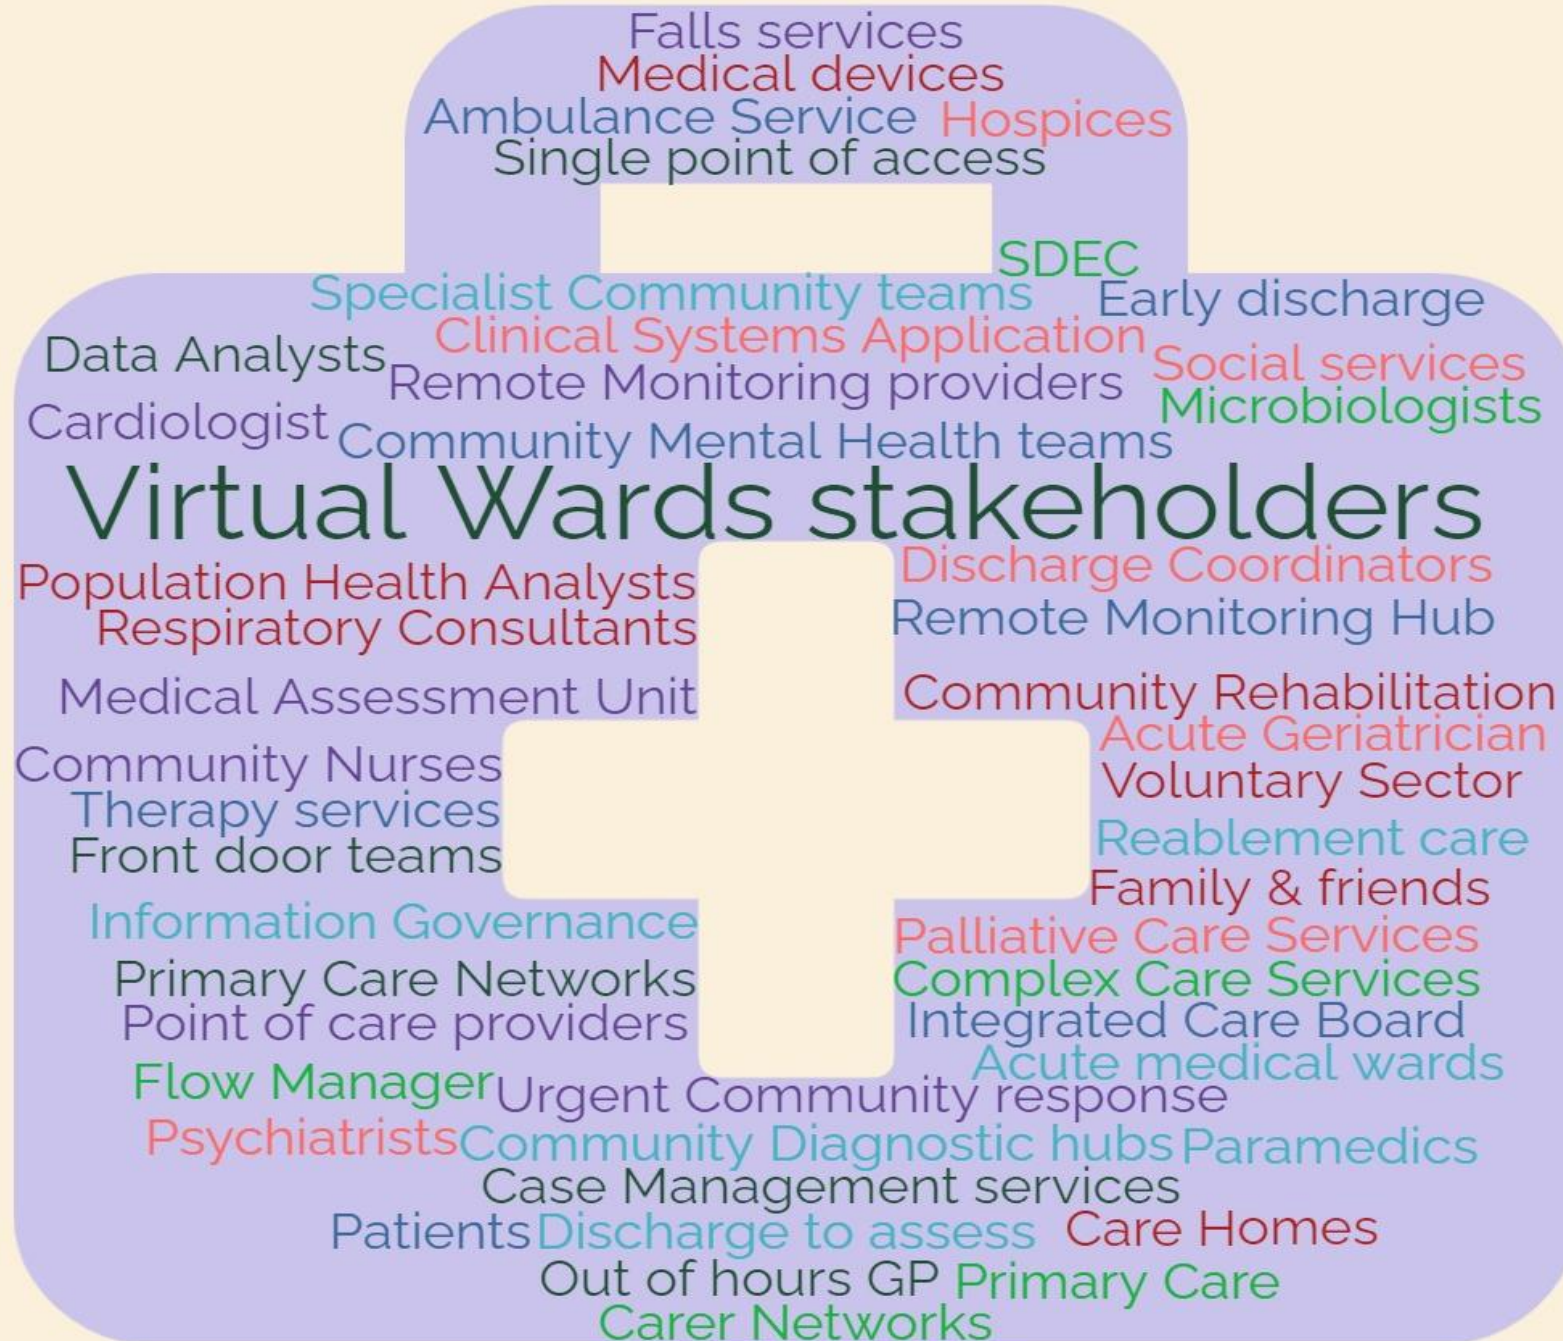 Falls services
Medical devices
Ambulance Service Hospices
Single point of access
SDEC
Specialist Community teams Early discharge
Clinical Systems Application
Data Analysts Social services
Remote Monitoring providers
Microbiologists
Cardiologist
Community Mental Health teams
Virtual Wards stakeholders
Discharge Coordinators
Population Health Analysts
Remote Monitoring Hub
Respiratory Consultants
Medical Assessment Unit Community Rehabilitation
Acute Geriatrician
Community Nurses Voluntary Sector
Therapy services
Reablement care
Front door teams
Family & friends
Information Governance Palliative Care Services
Primary Care Networks Complex Care Services
Point of care providers Integrated Care Board
Acute medical wards
Flow Manager Urgent Community response
Psychiatrists Community Diagnostic hubs Paramedics
Case Management services
Patients Discharge to assess Care Homes
Out of hours GP Primary Care
Carer Networks